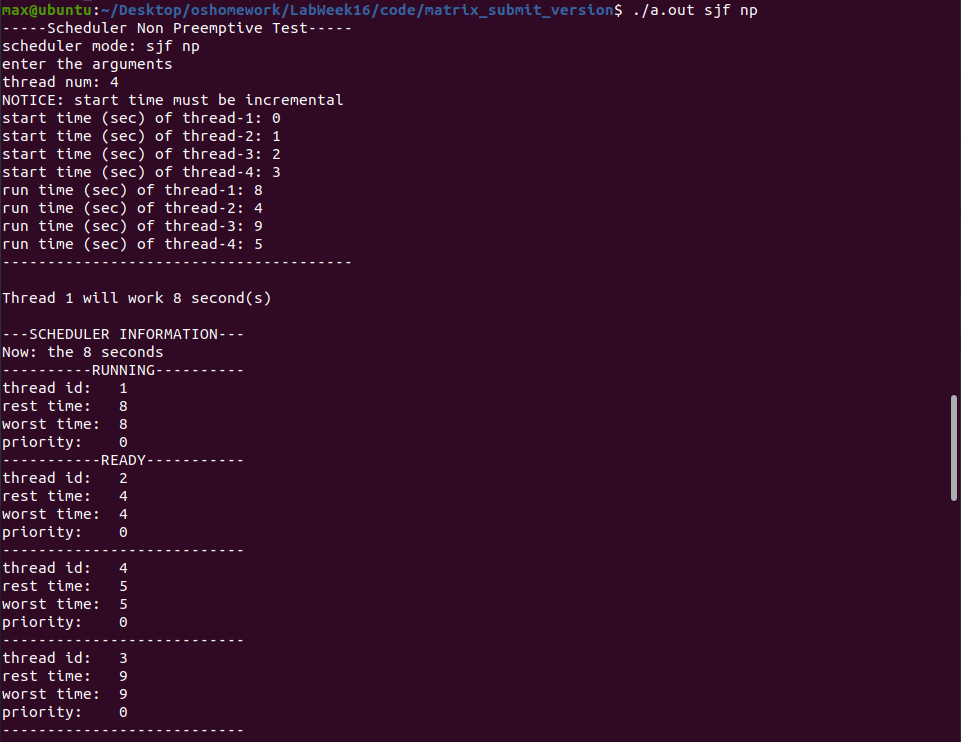 max@ubuntu:~/Desktop/oshomework/LabWeek16/code/matrix_submit_version$ ./a.out sjf np
-----Scheduler Non Preemptive Test-----
scheduler mode: sjf np
enter the arguments
thread num: 4
NOTICE: start time must be incremental
start time (sec) of thread-1: 0
start time (sec) of thread-2: 1
start time (sec) of thread-3: 2
start time (sec) of thread-4: 3
run time (sec) of thread-1: 8
run time (sec) of thread-2: 4
run time (sec) of thread-3: 9
run time (sec) of thread-4: 5
---------------------------------------
Thread 1 will work 8 second(s)
---SCHEDULER INFORMATION---
Now: the 8 seconds
----------RUNNING----------
thread id:   1
rest time:   8
worst time:  8
priority:    0
-----------READY-----------
thread id:   2
rest time:   4
worst time:  4
priority:    0
---------------------------
thread id:   4
rest time:   5
worst time:  5
priority:    0
---------------------------
thread id:   3
rest time:   9
worst time:  9
priority:    0
---------------------------